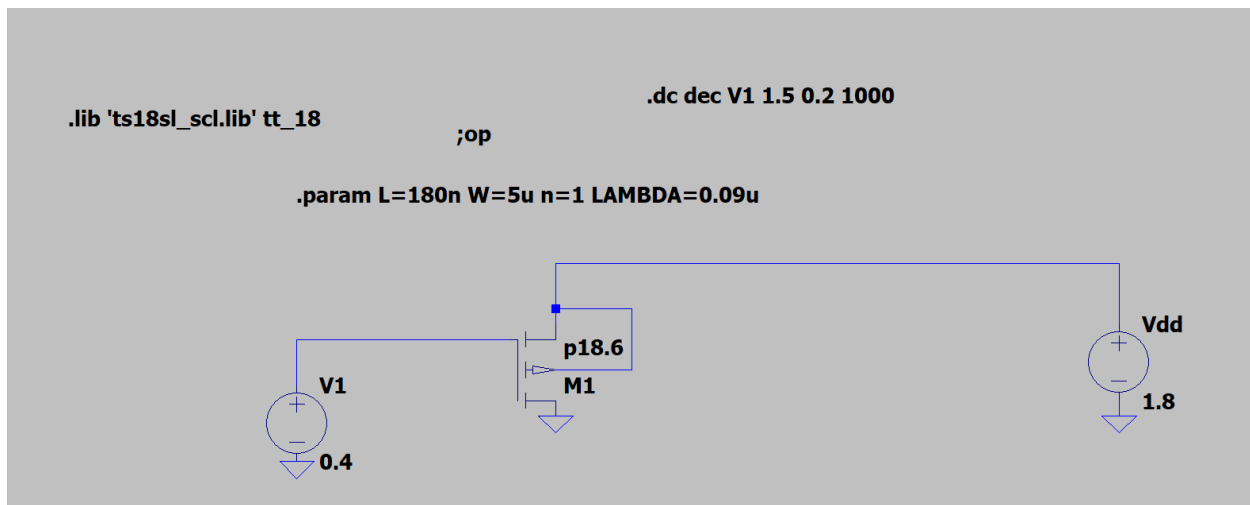 .dc dec V1 1.5 0.2 1000
.lib 'ts18sl_scl.lib' tt_18
;op
.param L=180n W=5u n=1 LAMBDA=0.09u
Vdd
p18.6
V1
M1
1.8
0.4